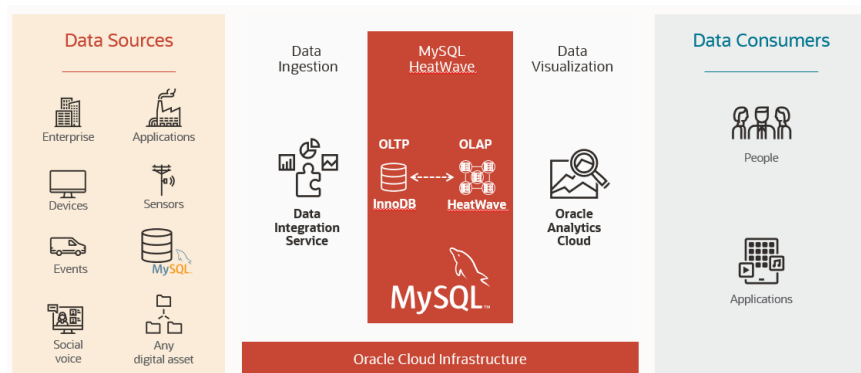 Data Sources
Enterprise
Applications
Devices
Sensors
Events
MySQL
Social
voice
Any
digital asset
Data
Ingestion
Data
Integration
Service
MySQL
HeatWave
OLTP
OLAP
InnoDB
HeatWave
MySQL™
Data
Visualization
Oracle
Analytics
Cloud
Oracle Cloud Infrastructure
Data Consumers
People
Applications